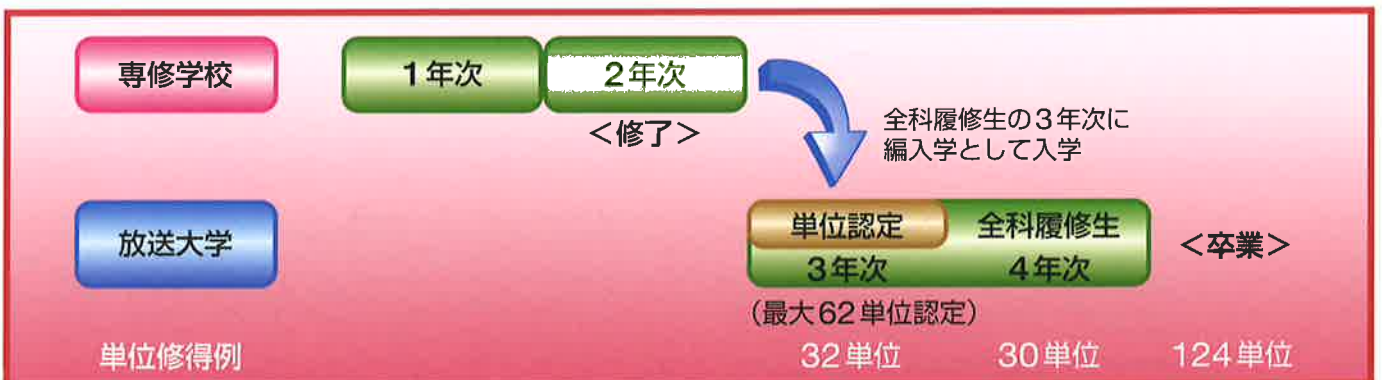 専修学校
1年次
2年次
＜修了＞
全科履修生の3年次に
編入学として入学
放送大学
単位認定
全科履修生
3年次
4年次
＜卒業＞
（最大62単位認定）
単位修得例
32単位
30単位
124単位